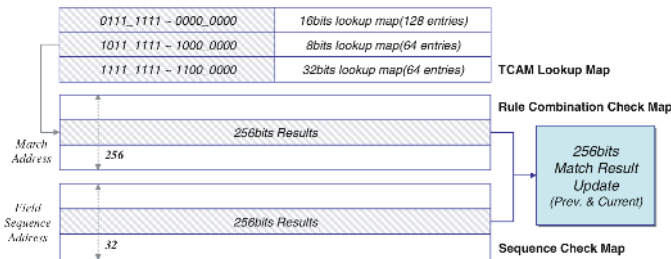 0111_1111 ~ 0000_0000 16bits lookup map(128 entries)
1011_1111 ~ 1000_0000 8bits lookup map(64 entries)
1111_1111 ~ 1100_0000 32bits lookup map(64 entries)
TCAM Lookup Map
Rule Combination Check Map
March
Address
256bits Results
256
256bits
Match Result
Update
(Prev. & Current)
Field
Sequence
Address
256bits Results
32
Sequence Check Map